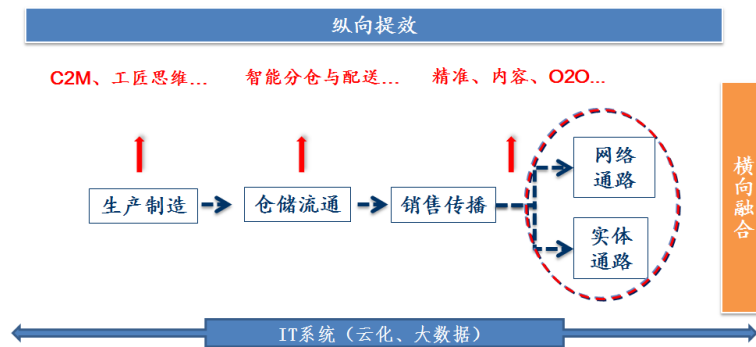 纵向提效
C2M、工匠思维...
智能分仓与配送...
精准、内容、O2O...
网络
通路
横向融合
生产制造
仓储流通
销售传播
实体
通路
IT系统（云化、大数据）